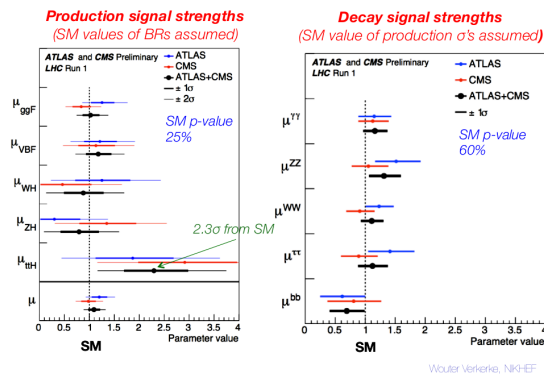 Production signal strengths
(SM values of BRs assumed)
ATLAS and CMS Preliminary
LHC Run 1
ATLAS
CMS
ATLAS+CMS
± 1σ
± 2σ
SM p-value
25%
μggF
μVBF
μWH
μZH
μttH
μ
2.3σ from SM
0 0.5 1 1.5 2 2.5 3 3.5 4
SM
Parameter value
Decay signal strengths
(SM value of production σ's assumed)
ATLAS and CMS Preliminary
LHC Run 1
ATLAS
CMS
ATLAS+CMS
± 1σ
SM p-value
60%
μγγ
μZZ
μWW
μττ
μbb
0 0.5 1 1.5 2 2.5 3 3.5 4
SM
Parameter value
Wouter Verkerke, NIKHEF